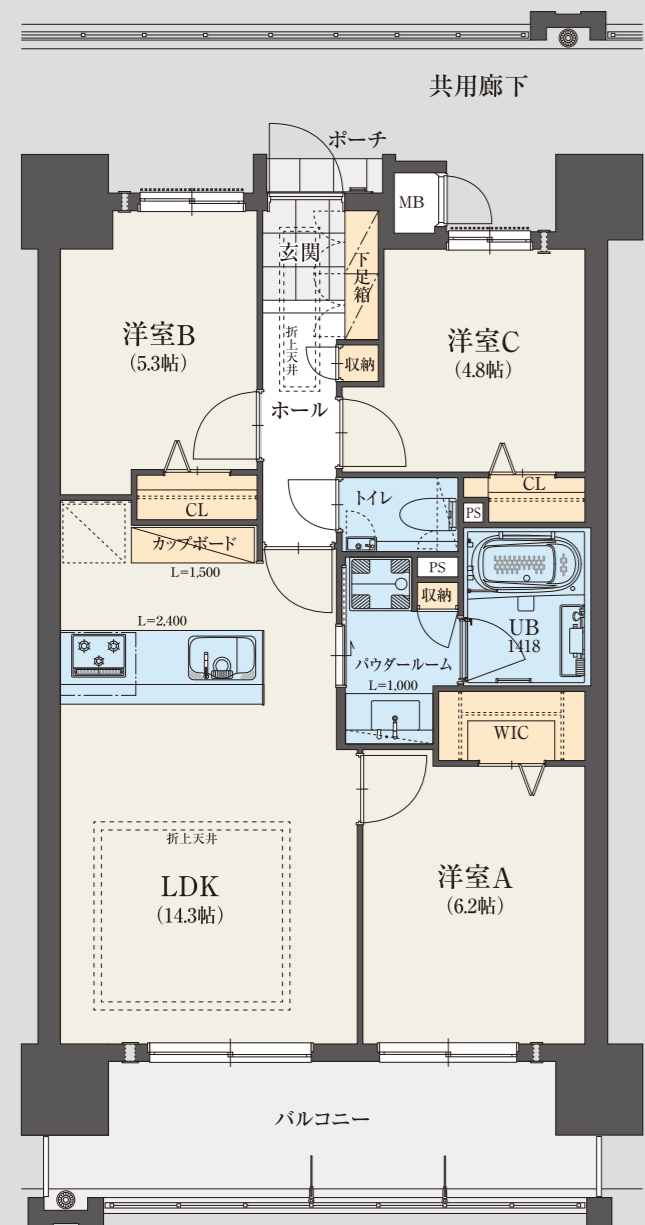 共用廊下
ポーチ
MB
玄関
下足箱
洋室B
(5.3帖)
折上天井
収納
洋室C
(4.8帖)
ホール
CL
トイレ
CL
PS
カップボード
L=1,500
PS
収納
L=2,400
UB
1418
パウダールーム
L=1,000
WIC
折上天井
LDK
(14.3帖)
洋室A
(6.2帖)
バルコニー